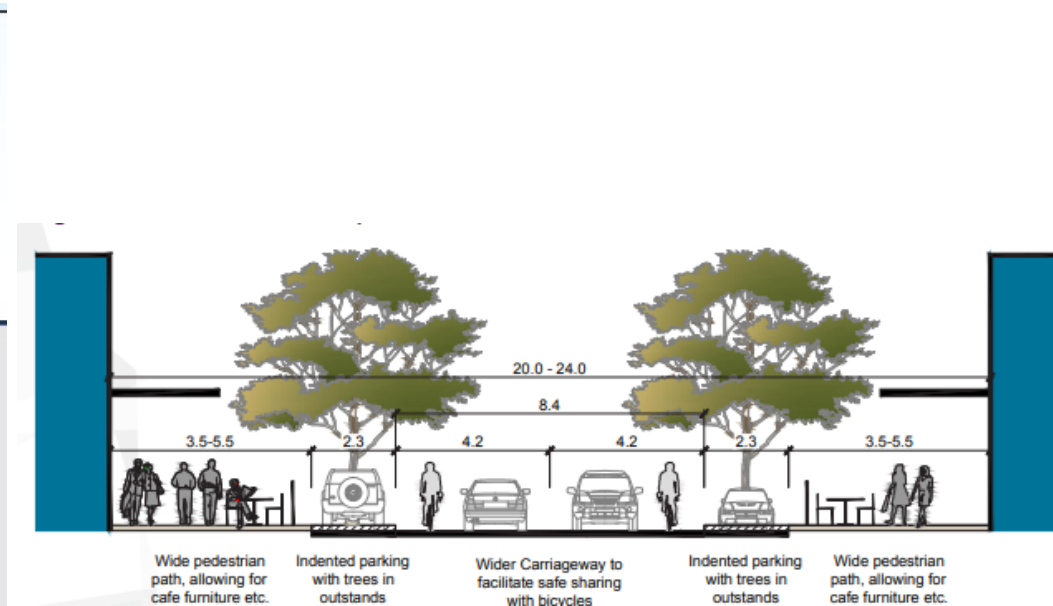 20.0 - 24.0
8.4
3.5-5.5 2.3 4.2 4.2 2.3 3.5-5.5
Wide pedestrian
path, allowing for
cafe furniture etc.
Indented parking
with trees in
outstands
Wider Carriageway to
facilitate safe sharing
with bicycles
Indented parking
with trees in
outstands
Wide pedestrian
path, allowing for
cafe furniture etc.